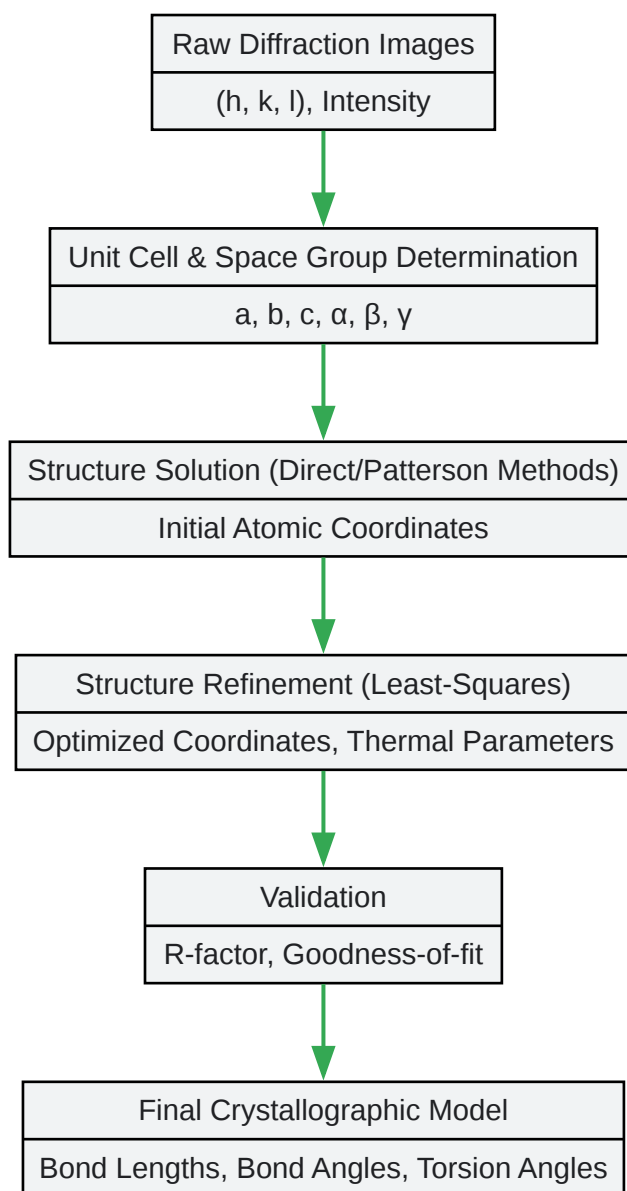 Raw Diffraction Images
(h, k, l), Intensity
Unit Cell & Space Group Determination
a, b, c, α, β, γ
Structure Solution (Direct/Patterson Methods)
Initial Atomic Coordinates
Structure Refinement (Least-Squares)
Optimized Coordinates, Thermal Parameters
Validation
R-factor, Goodness-of-fit
Final Crystallographic Model
Bond Lengths, Bond Angles, Torsion Angles